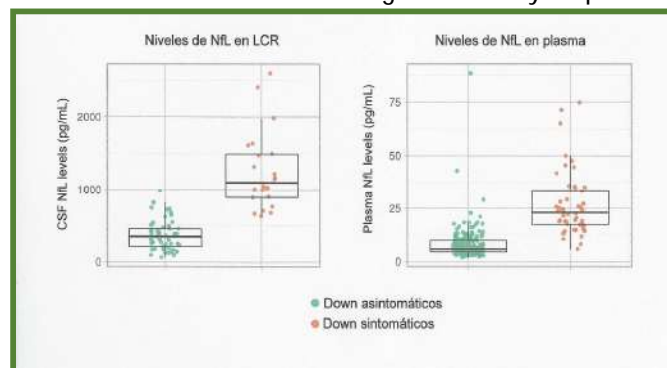 Niveles de NfL en LCR
CSF NfL levels (pg/mL)
2000
1000
0
Niveles de NfL en plasma
Plasma NfL levels (pg/mL)
75
50
25
0
Down asintomáticos
Down sintomáticos